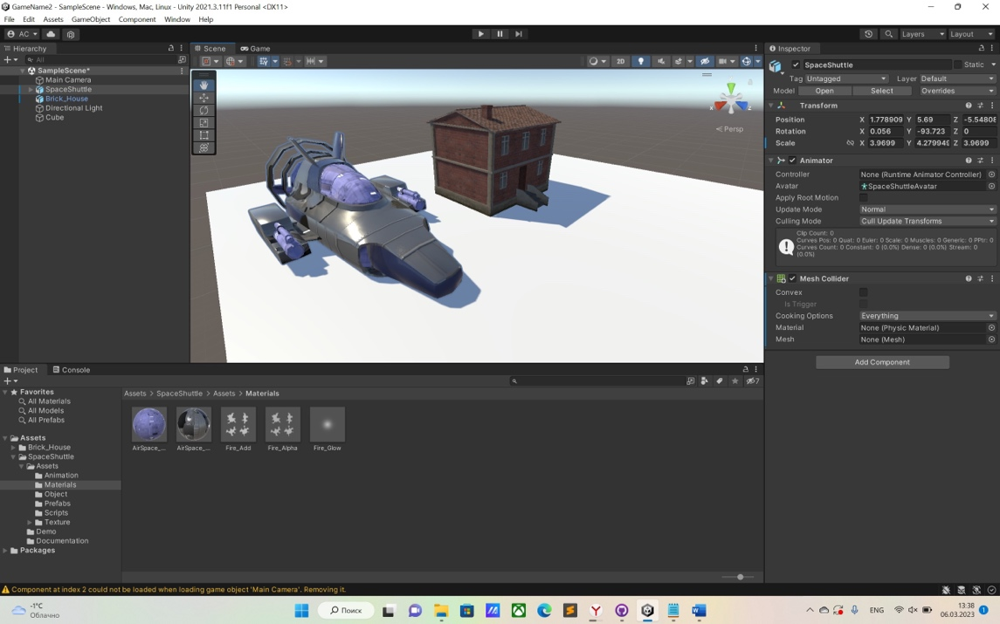 GameName2 - SampleScene - Windows, Mac, Linux - Unity 2021.3.11f1 Personal <DX11>
File Edit Assets GameObject Component Window Help
AC
Layers Layout
Hierarchy
All
SampleScene*
Main Camera
SpaceShuttle
Brick_House
Directional Light
Cube
Scene Game
2D
x z
Persp
Inspector
SpaceShuttle Static
Tag Untagged Layer Default
Model Open Select Overrides
Transform
Position X 1.778909 Y 5.69 Z -5.54808
Rotation X 0.056 Y -93.723 Z 0
Scale X 3.9699 Y 4.279949 Z 3.9699
Animator
Controller None (Runtime Animator Controller)
Avatar SpaceShuttleAvatar
Apply Root Motion
Update Mode Normal
Culling Mode Cull Update Transforms
Clip Count: 0
Curves Pos: 0 Quat: 0 Euler: 0 Scale: 0 Muscles: 0 Generic: 0 PPtr: 0
Curves Count: 0 Constant: 0 (0.0%) Dense: 0 (0.0%) Stream: 0
(0.0%)
Mesh Collider
Convex
Is Trigger
Cooking Options Everything
Material None (Physic Material)
Mesh None (Mesh)
Add Component
Project Console
7
Favorites
All Materials
All Models
All Prefabs
Assets
Brick_House
SpaceShuttle
Assets
Animation
Materials
Object
Prefabs
Scripts
Texture
Demo
Documentation
Packages
Assets > SpaceShuttle > Assets > Materials
AirSpace_... AirSpace_... Fire_Add Fire_Alpha Fire_Glow
Component at index 2 could not be loaded when loading game object 'Main Camera'. Removing it.
-1°C
Облачно
Поиск
ENG
13:38
06.03.2023
1